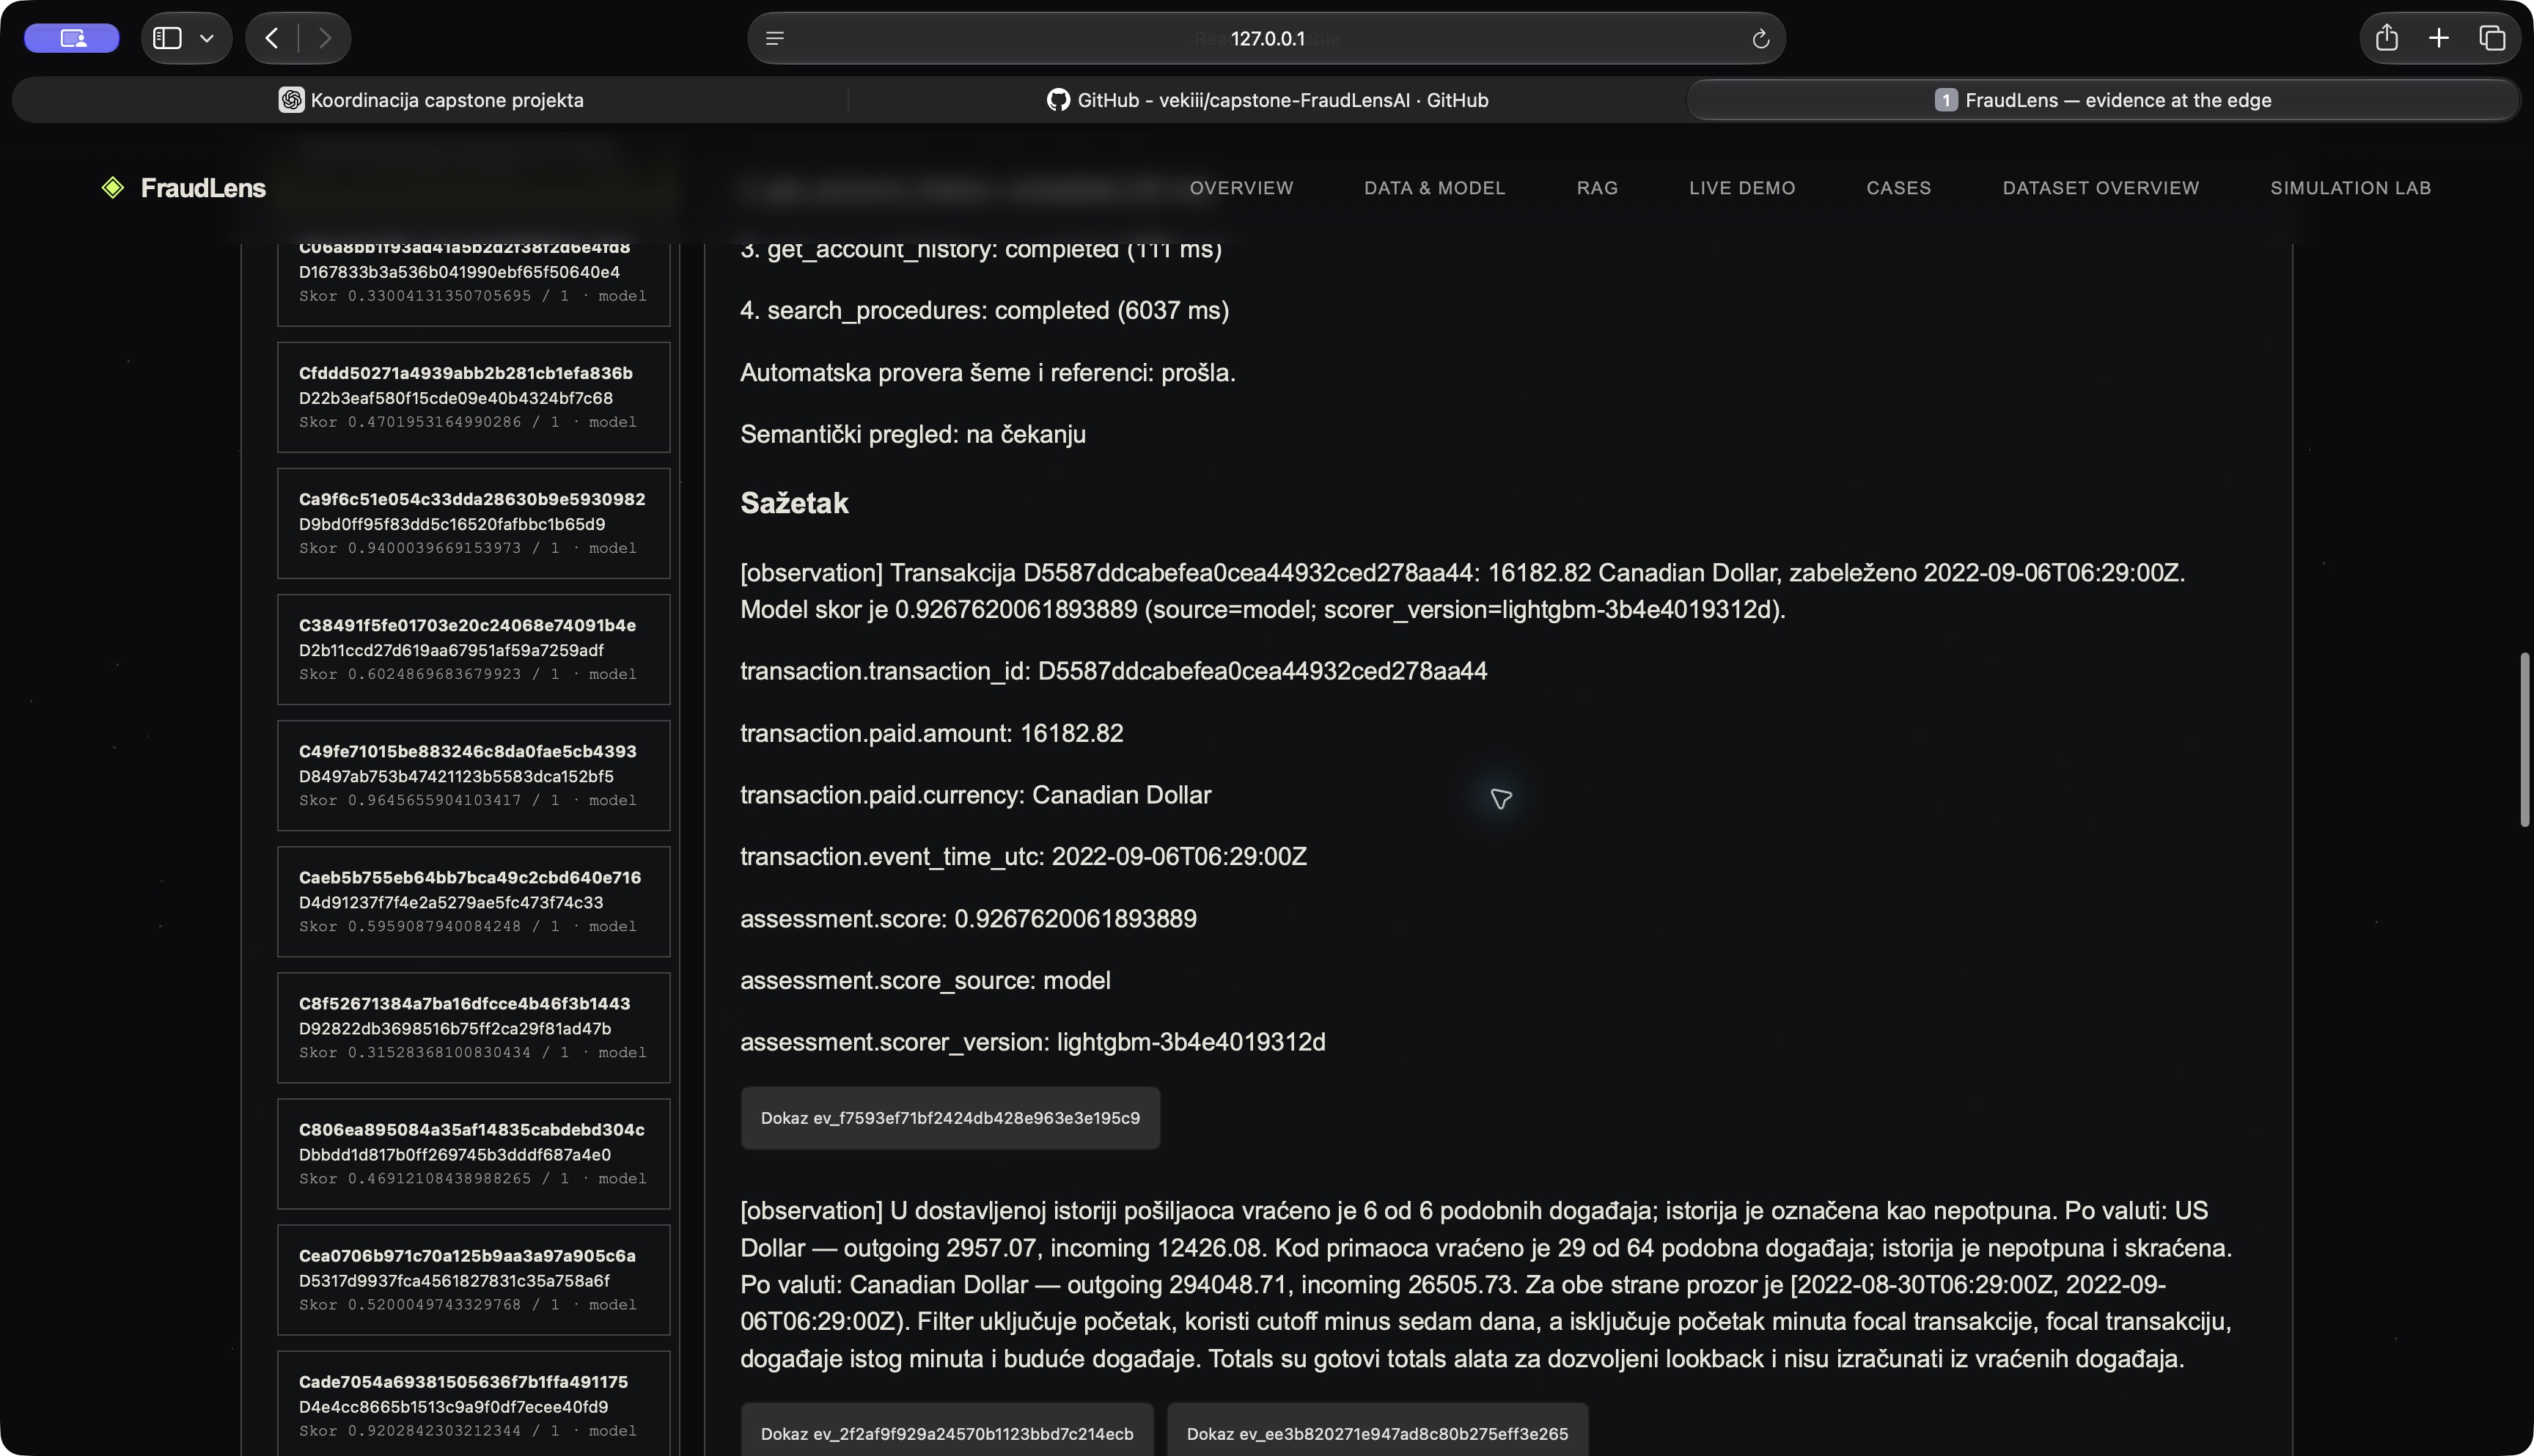 127.0.0.1
Koordinacija capstone projekta
GitHub - vekiii/capstone-FraudLensAI · GitHub
1 FraudLens — evidence at the edge
FraudLens
OVERVIEW
DATA & MODEL
RAG
LIVE DEMO
CASES
DATASET OVERVIEW
SIMULATION LAB
C06a8bb1f93ad41a5b2d2f38f2d6e4fd8
D167833b3a536b041990ebf65f50640e4
Skor 0.33004131350705695 / 1 · model
Cfddd50271a4939abb2b281cb1efa836b
D22b3eaf580f15cde09e40b4324bf7c68
Skor 0.4701953164990286 / 1 · model
Ca9f6c51e054c33dda28630b9e5930982
D9bd0ff95f83dd5c16520fafbbc1b65d9
Skor 0.9400039669153973 / 1 · model
C38491f5fe01703e20c24068e74091b4e
D2b11ccd27d619aa67951af59a7259adf
Skor 0.6024869683679923 / 1 · model
C49fe71015be883246c8da0fae5cb4393
D8497ab753b47421123b5583dca152bf5
Skor 0.9645655904103417 / 1 · model
Caeb5b755eb64bb7bca49c2cbd640e716
D4d91237f7f4e2a5279ae5fc473f74c33
Skor 0.5959087940084248 / 1 · model
C8f52671384a7ba16dfcce4b46f3b1443
D92822db3698516b75ff2ca29f81ad47b
Skor 0.31528368100830434 / 1 · model
C806ea895084a35af14835cabdebd304c
Dbbdd1d817b0ff269745b3dddf687a4e0
Skor 0.46912108438988265 / 1 · model
Cea0706b971c70a125b9aa3a97a905c6a
D5317d9937fca4561827831c35a758a6f
Skor 0.5200049743329768 / 1 · model
Cade7054a69381505636f7b1ffa491175
D4e4cc8665b1513c9a9f0df7ecee40fd9
Skor 0.9202842303212344 / 1 · model
3. get_account_history: completed (111 ms)
4. search_procedures: completed (6037 ms)
Automatska provera šeme i referenci: prošla.
Semantički pregled: na čekanju
Sažetak
[observation] Transakcija D5587ddcabefea0cea44932ced278aa44: 16182.82 Canadian Dollar, zabeleženo 2022-09-06T06:29:00Z.
Model skor je 0.9267620061893889 (source=model; scorer_version=lightgbm-3b4e4019312d).
transaction.transaction_id: D5587ddcabefea0cea44932ced278aa44
transaction.paid.amount: 16182.82
transaction.paid.currency: Canadian Dollar
transaction.event_time_utc: 2022-09-06T06:29:00Z
assessment.score: 0.9267620061893889
assessment.score_source: model
assessment.scorer_version: lightgbm-3b4e4019312d
Dokaz ev_f7593ef71bf2424db428e963e3e195c9
[observation] U dostavljenoj istoriji pošiljaoca vraćeno je 6 od 6 podobnih događaja; istorija je označena kao nepotpuna. Po valuti: US
Dollar — outgoing 2957.07, incoming 12426.08. Kod primaoca vraćeno je 29 od 64 podobna događaja; istorija je nepotpuna i skraćena.
Po valuti: Canadian Dollar — outgoing 294048.71, incoming 26505.73. Za obe strane prozor je [2022-08-30T06:29:00Z, 2022-09-
06T06:29:00Z). Filter uključuje početak, koristi cutoff minus sedam dana, a isključuje početak minuta focal transakcije, focal transakciju,
događaje istog minuta i buduće događaje. Totals su gotovi totals alata za dozvoljeni lookback i nisu izračunati iz vraćenih događaja.
Dokaz ev_2f2af9f929a24570b1123bbd7c214ecb
Dokaz ev_ee3b820271e947ad8c80b275eff3e265